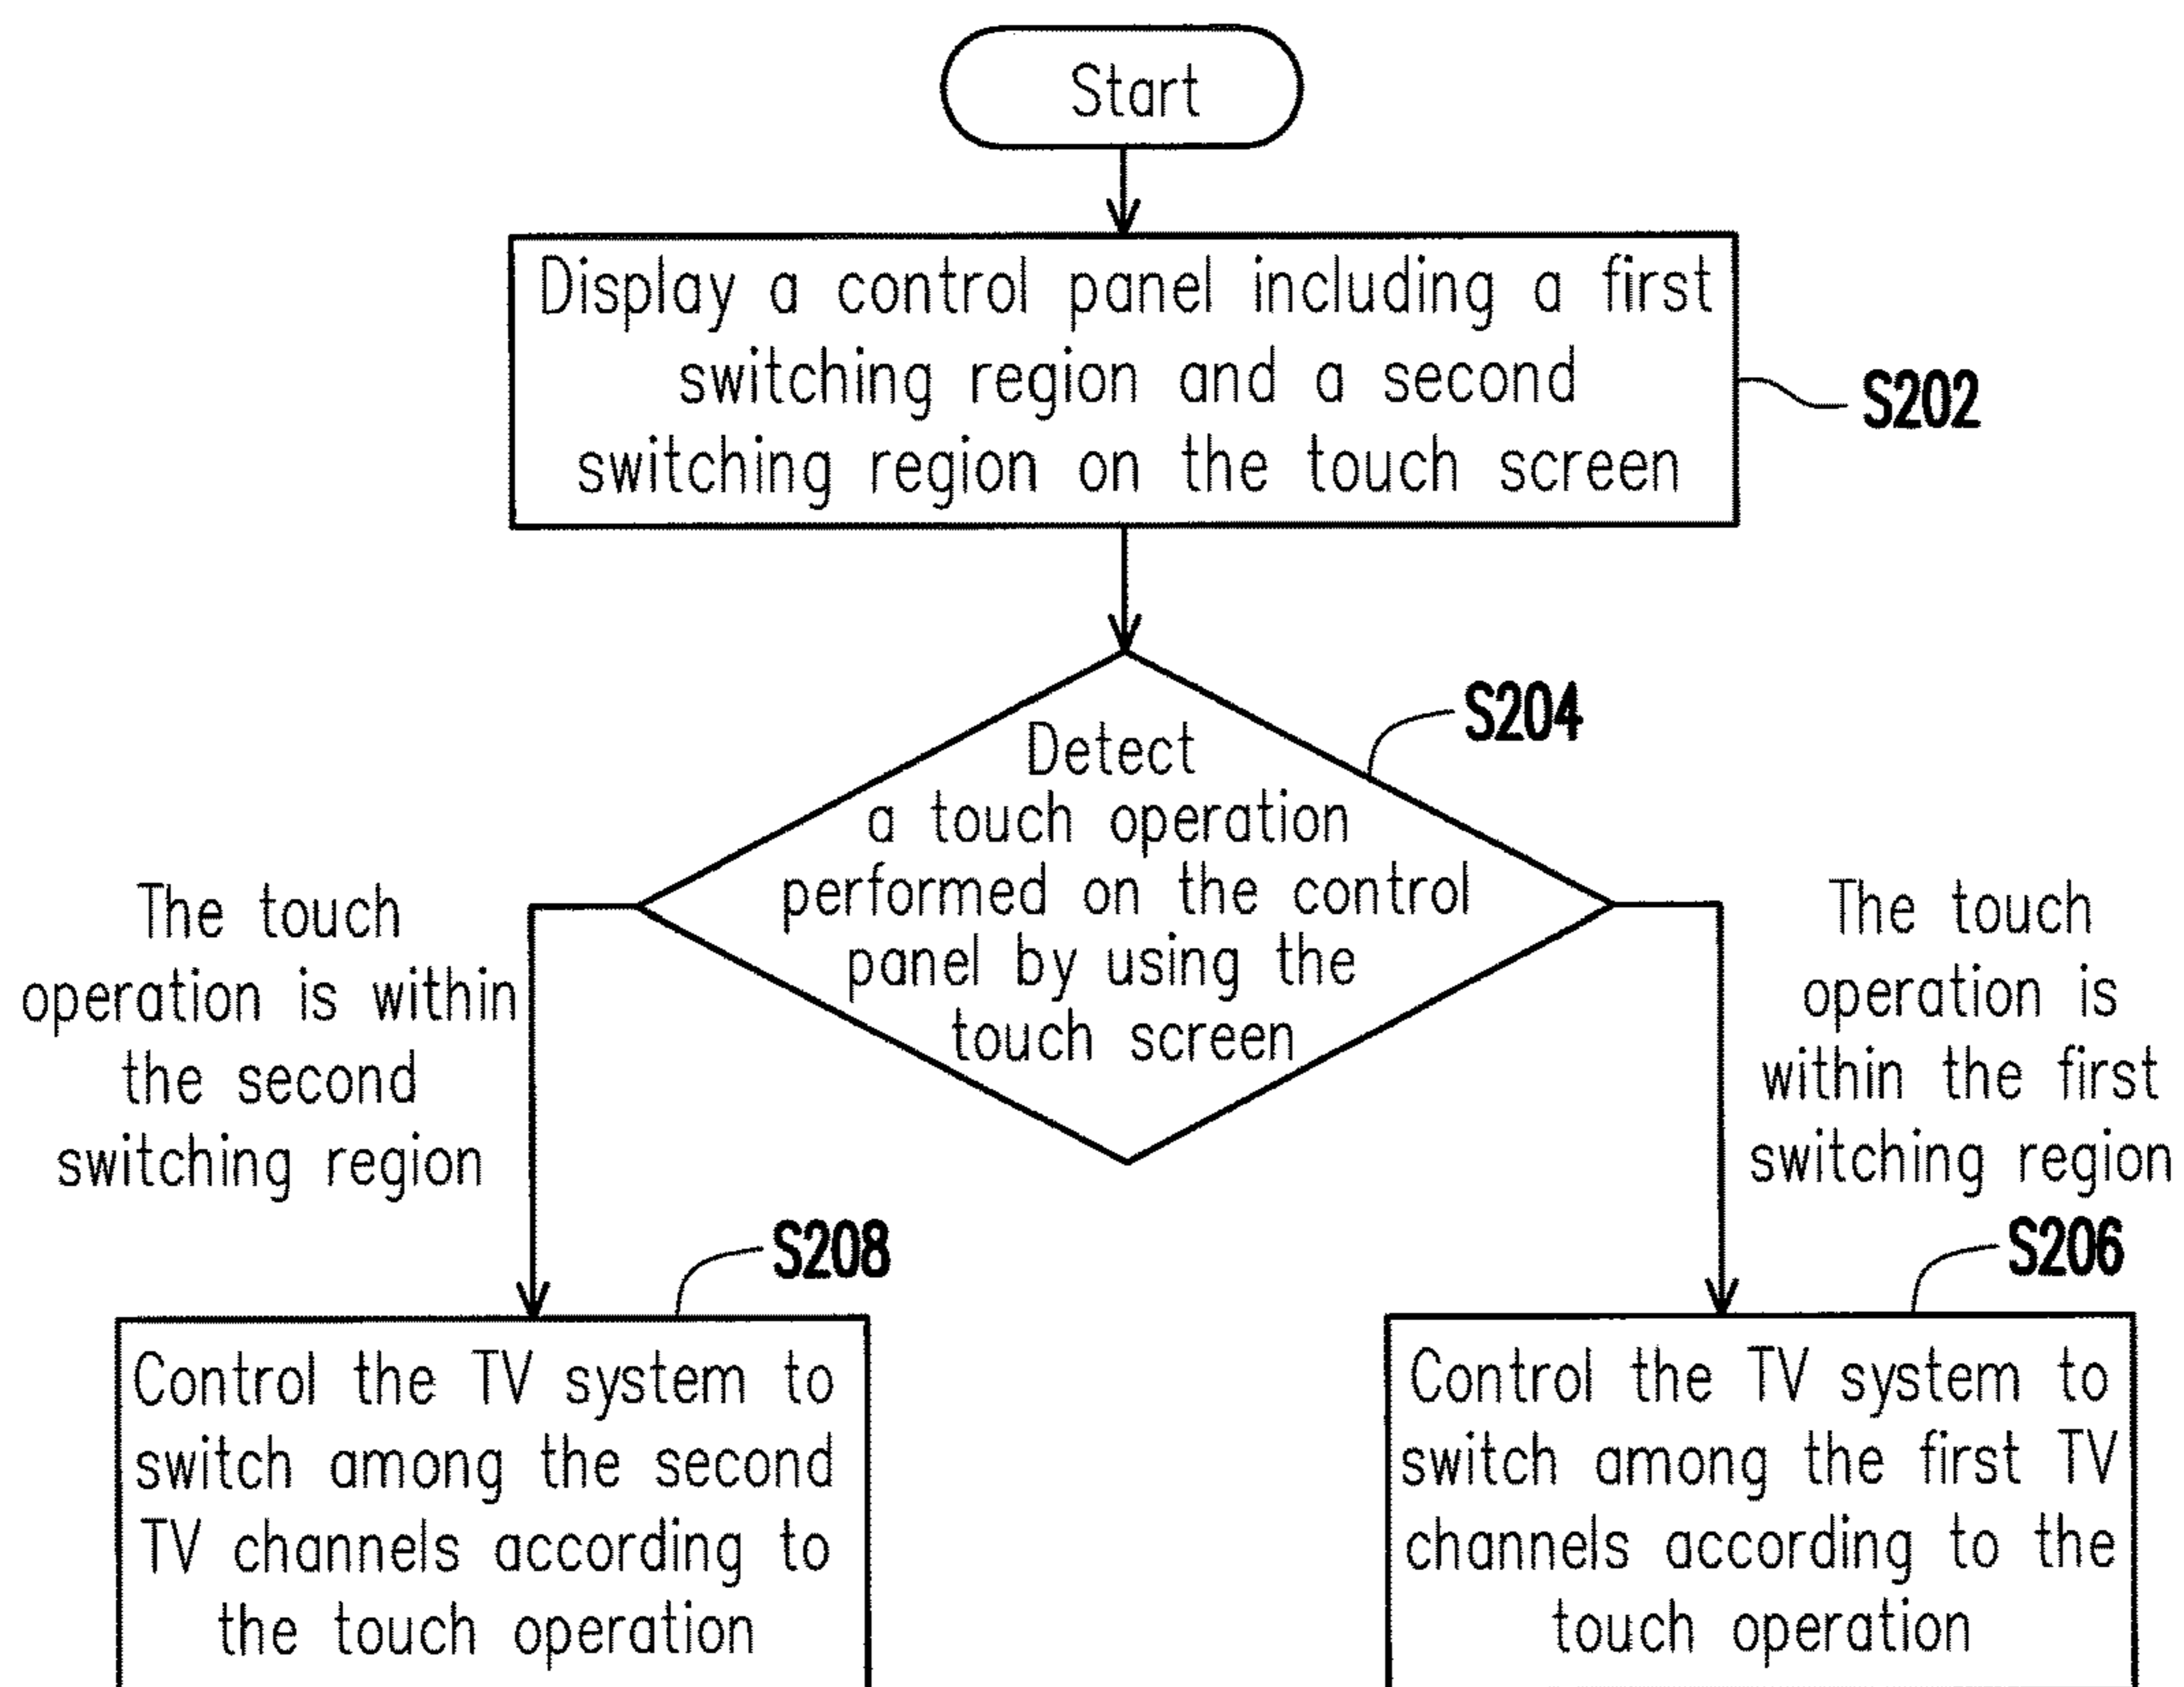 Start
Display a control panel including a first
switching region and a second
switching region on the touch screen
S202
S204
Detect
a touch operation
performed on the control
panel by using the
touch screen
The touch
operation is within
the second
switching region
The touch
operation is
within the first
switching region
S208
Control the TV system to
switch among the second
TV channels according to
the touch operation
S206
Control the TV system to
switch among the first TV
channels according to the
touch operation